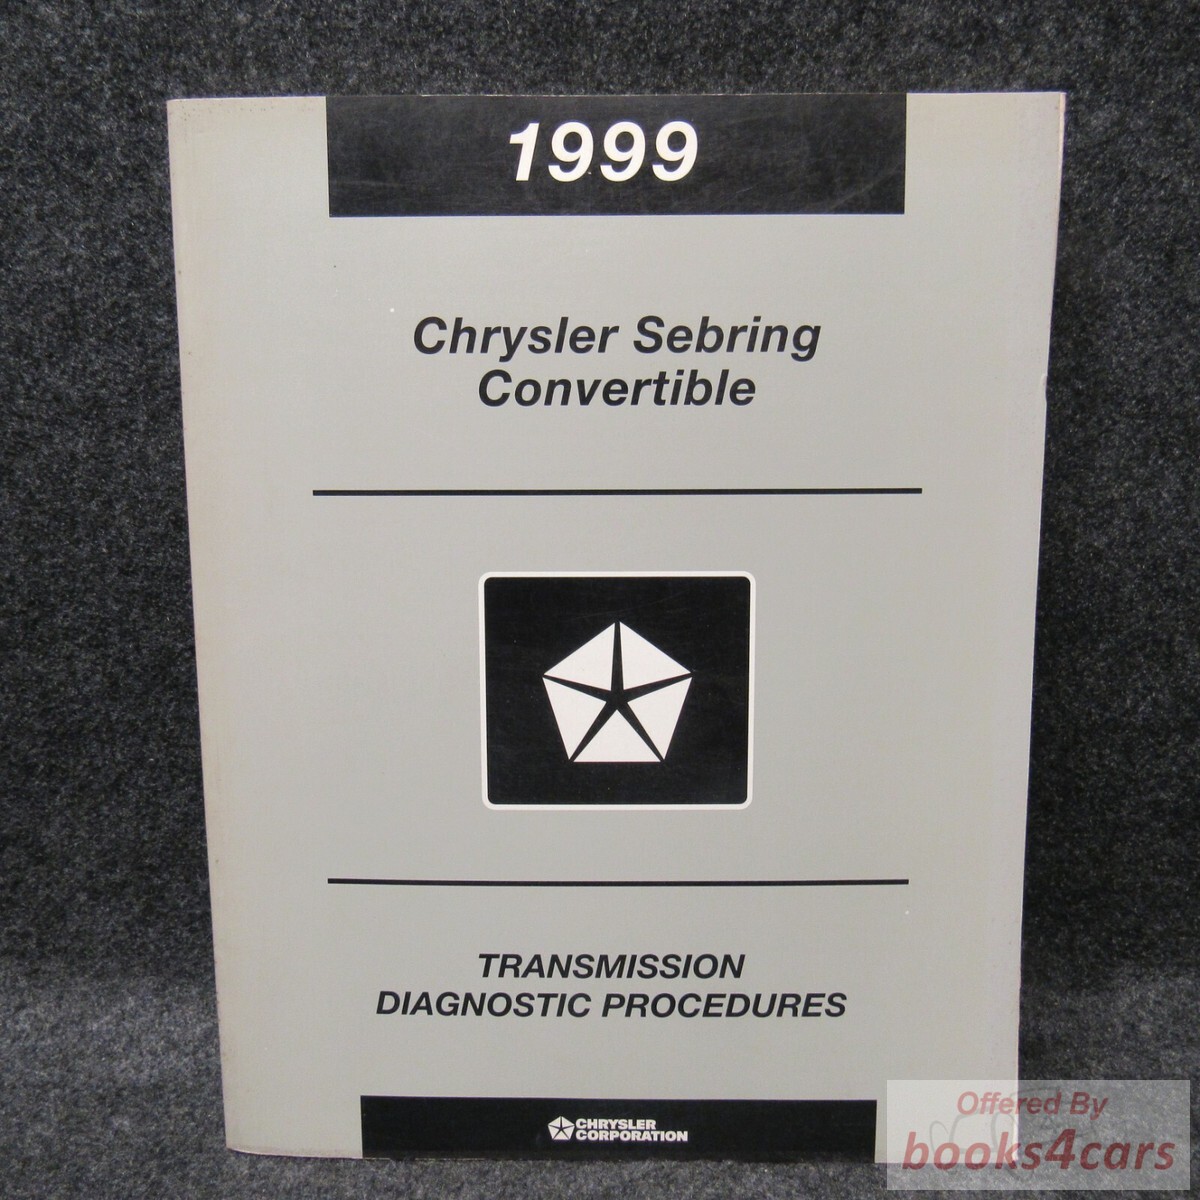 1999
Chrysler Sebring
Convertible
TRANSMISSION
DIAGNOSTIC PROCEDURES
CHRYSLER
CORPORATION
Offered By
books4cars